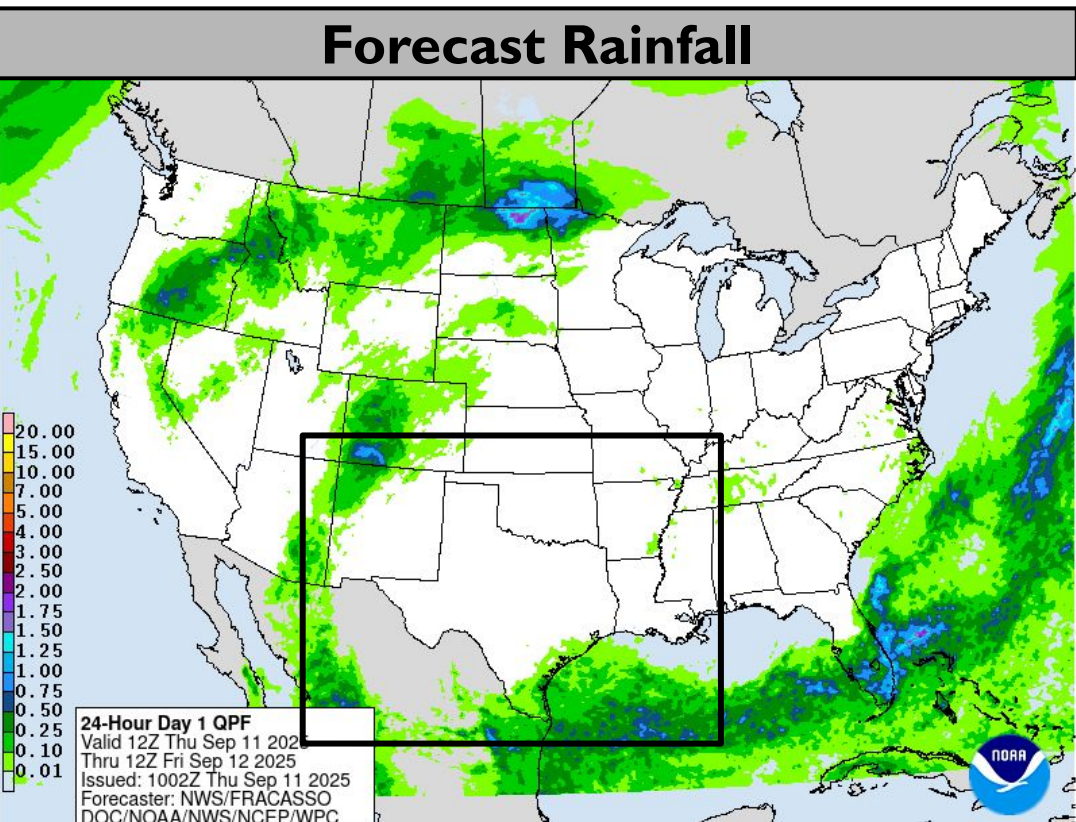 Forecast Rainfall
20.00
15.00
10.00
7.00
5.00
4.00
3.00
2.50
2.00
1.75
1.50
1.25
1.00
0.75
0.50
0.25
0.10
0.01
24-Hour Day 1 QPF
Valid 12Z Thu Sep 11 2025
Thru 12Z Fri Sep 12 2025
Issued: 1002Z Thu Sep 11 2025
Forecaster: NWS/FRACASSO
DOC/NOAA/NWS/NCEP/WPC
NOAA